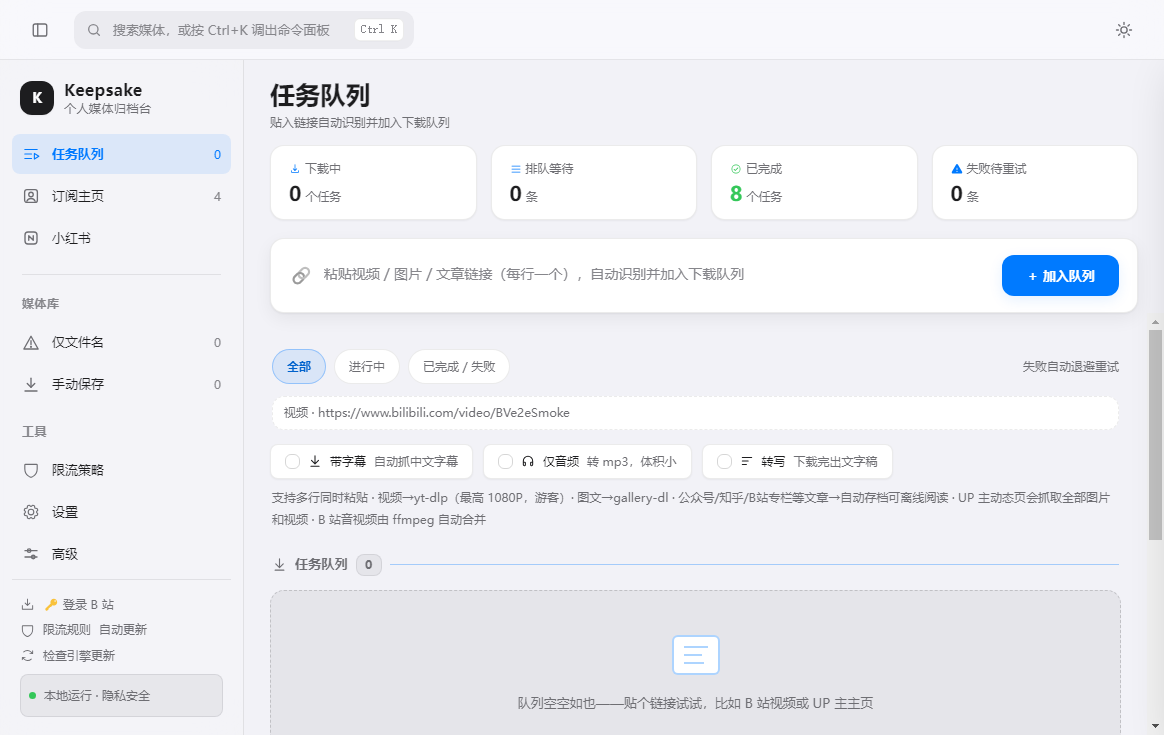 搜索媒体，或按 Ctrl+K 调出命令面板
Ctrl K
K
Keepsake
个人媒体归档台
任务队列 0
订阅主页 4
小红书
媒体库
仅文件名 0
手动保存 0
工具
限流策略
设置
高级
🔑 登录 B 站
限流规则 自动更新
检查引擎更新
本地运行 · 隐私安全
任务队列
贴入链接自动识别并加入下载队列
下载中
0 个任务
排队等待
0 条
已完成
8 个任务
失败待重试
0 条
粘贴视频 / 图片 / 文章链接（每行一个），自动识别并加入下载队列
+ 加入队列
全部
进行中
已完成 / 失败
失败自动退避重试
视频 · https://www.bilibili.com/video/BVe2eSmoke
带字幕 自动抓中文字幕
仅音频 转 mp3，体积小
转写 下载完出文字稿
支持多行同时粘贴 · 视频→yt-dlp（最高 1080P，游客）· 图文→gallery-dl · 公众号/知乎/B站专栏等文章→自动存档可离线阅读 · UP 主动态页会抓取全部图片
和视频 · B 站音视频由 ffmpeg 自动合并
任务队列 0
队列空空如也——贴个链接试试，比如 B 站视频或 UP 主主页